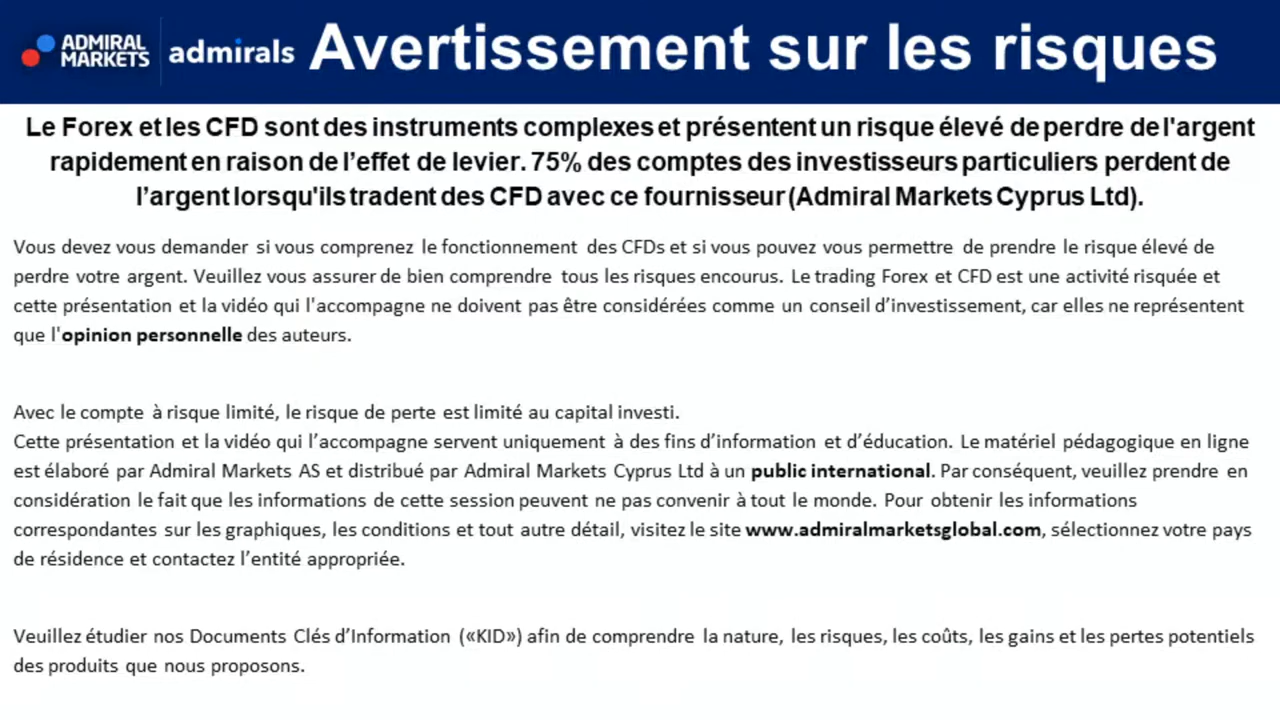 ADMIRAL
MARKETS
admirals
Avertissement sur les risques
Le Forex et les CFD sont des instruments complexes et présentent un risque élevé de perdre de l'argent
rapidement en raison de l’effet de levier. 75% des comptes des investisseurs particuliers perdent de
l’argent lorsqu'ils tradent des CFD avec ce fournisseur (Admiral Markets Cyprus Ltd).
Vous devez vous demander si vous comprenez le fonctionnement des CFDs et si vous pouvez vous permettre de prendre le risque élevé de
perdre votre argent. Veuillez vous assurer de bien comprendre tous les risques encourus. Le trading Forex et CFD est une activité risquée et
cette présentation et la vidéo qui l'accompagne ne doivent pas être considérées comme un conseil d’investissement, car elles ne représentent
que l'opinion personnelle des auteurs.
Avec le compte à risque limité, le risque de perte est limité au capital investi.
Cette présentation et la vidéo qui l’accompagne servent uniquement à des fins d’information et d’éducation. Le matériel pédagogique en ligne
est élaboré par Admiral Markets AS et distribué par Admiral Markets Cyprus Ltd à un public international. Par conséquent, veuillez prendre en
considération le fait que les informations de cette session peuvent ne pas convenir à tout le monde. Pour obtenir les informations
correspondantes sur les graphiques, les conditions et tout autre détail, visitez le site www.admiralmarketsglobal.com, sélectionnez votre pays
de résidence et contactez l’entité appropriée.
Veuillez étudier nos Documents Clés d’Information («KID») afin de comprendre la nature, les risques, les coûts, les gains et les pertes potentiels
des produits que nous proposons.